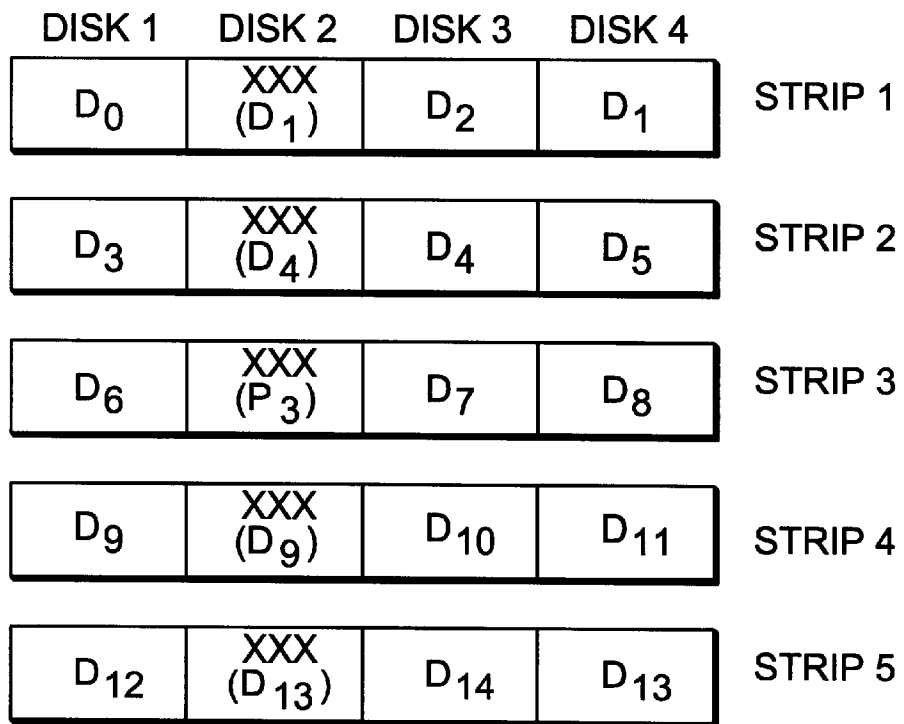 DISK 1 DISK 2 DISK 3 DISK 4
D0 XXX (D1) D2 D1 STRIP 1
D3 XXX (D4) D4 D5 STRIP 2
D6 XXX (P3) D7 D8 STRIP 3
D9 XXX (D9) D10 D11 STRIP 4
D12 XXX (D13) D14 D13 STRIP 5